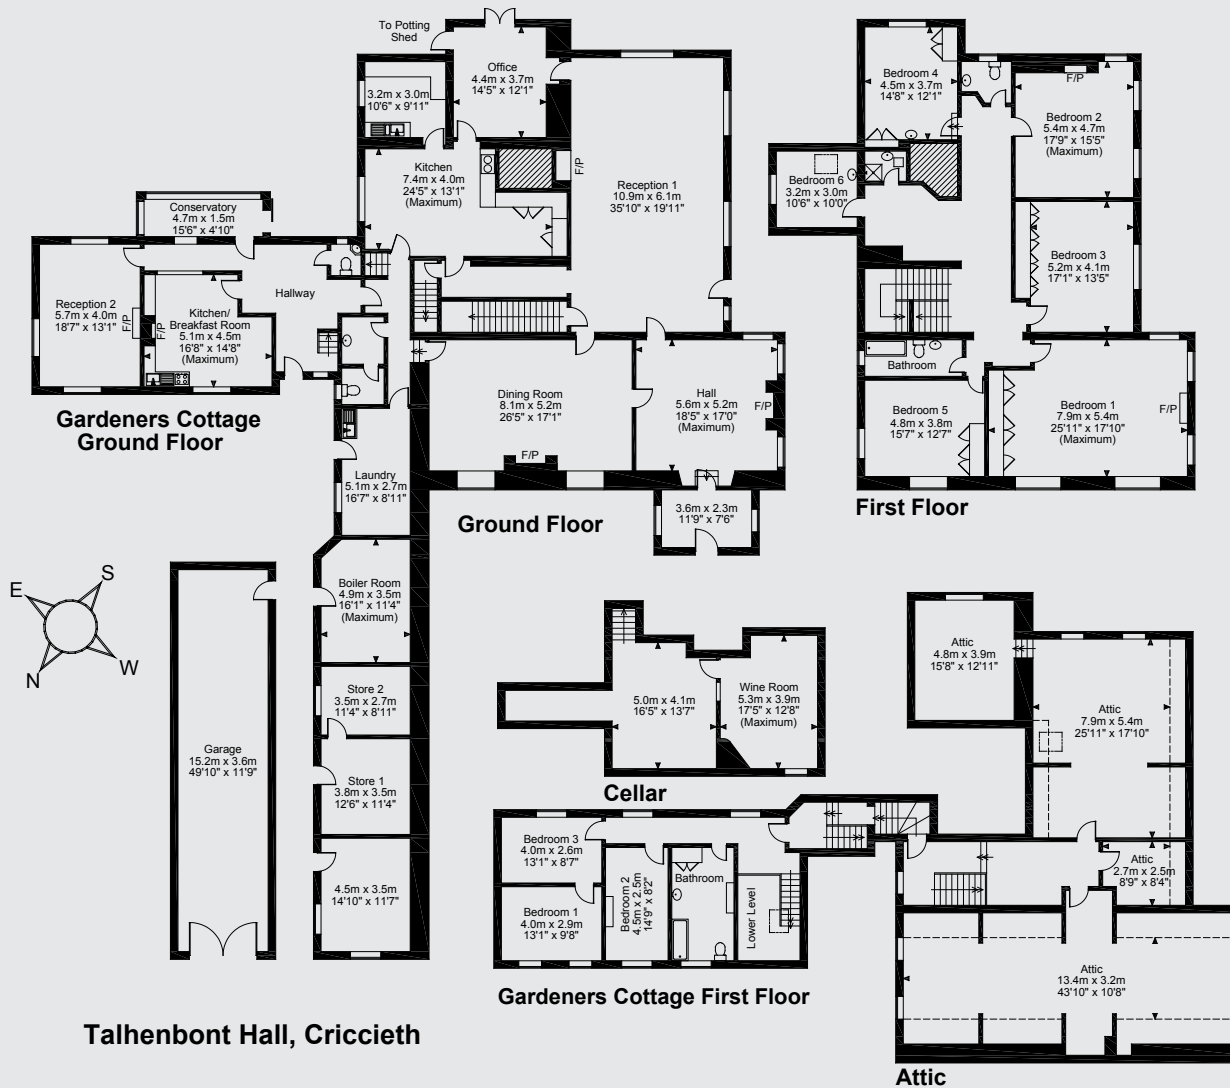 To Potting
Shed
Office
4.4m x 3.7m
14'5" x 12'1"
3.2m x 3.0m
10'6" x 9'11"
Kitchen
7.4m x 4.0m
24'5" x 13'1"
(Maximum)
F/P
Reception 1
10.9m x 6.1m
35'10" x 19'11"
Conservatory
4.7m x 1.5m
15'6" x 4'10"
Reception 2
5.7m x 4.0m
18'7" x 13'1"
F/P
F/P
Kitchen/
Breakfast Room
5.1m x 4.5m
16'8" x 14'8"
(Maximum)
Hallway
Gardeners Cottage
Ground Floor
Dining Room
8.1m x 5.2m
26'5" x 17'1"
F/P
Hall
5.6m x 5.2m
18'5" x 17'0"
(Maximum)
F/P
Laundry
5.1m x 2.7m
16'7" x 8'11"
Ground Floor
3.6m x 2.3m
11'9" x 7'6"
Bedroom 4
4.5m x 3.7m
14'8" x 12'1"
F/P
Bedroom 2
5.4m x 4.7m
17'9" x 15'5"
(Maximum)
Bedroom 6
3.2m x 3.0m
10'6" x 10'0"
Bedroom 3
5.2m x 4.1m
17'1" x 13'5"
Bathroom
Bedroom 5
4.8m x 3.8m
15'7" x 12'7"
Bedroom 1
7.9m x 5.4m
25'11" x 17'10"
(Maximum)
F/P
First Floor
E
S
N
W
Garage
15.2m x 3.6m
49'10" x 11'9"
Boiler Room
4.9m x 3.5m
16'1" x 11'4"
(Maximum)
Store 2
3.5m x 2.7m
11'4" x 8'11"
Store 1
3.8m x 3.5m
12'6" x 11'4"
4.5m x 3.5m
14'10" x 11'7"
5.0m x 4.1m
16'5" x 13'7"
Wine Room
5.3m x 3.9m
17'5" x 12'8"
(Maximum)
Cellar
Bedroom 3
4.0m x 2.6m
13'1" x 8'7"
Bedroom 1
4.0m x 2.9m
13'1" x 9'8"
Bedroom 2
4.5m x 2.5m
14'9" x 8'2"
Bathroom
Lower Level
Gardeners Cottage First Floor
Attic
4.8m x 3.9m
15'8" x 12'11"
Attic
7.9m x 5.4m
25'11" x 17'10"
Attic
2.7m x 2.5m
8'9" x 8'4"
Attic
13.4m x 3.2m
43'10" x 10'8"
Attic
Talhenbont Hall, Criccieth